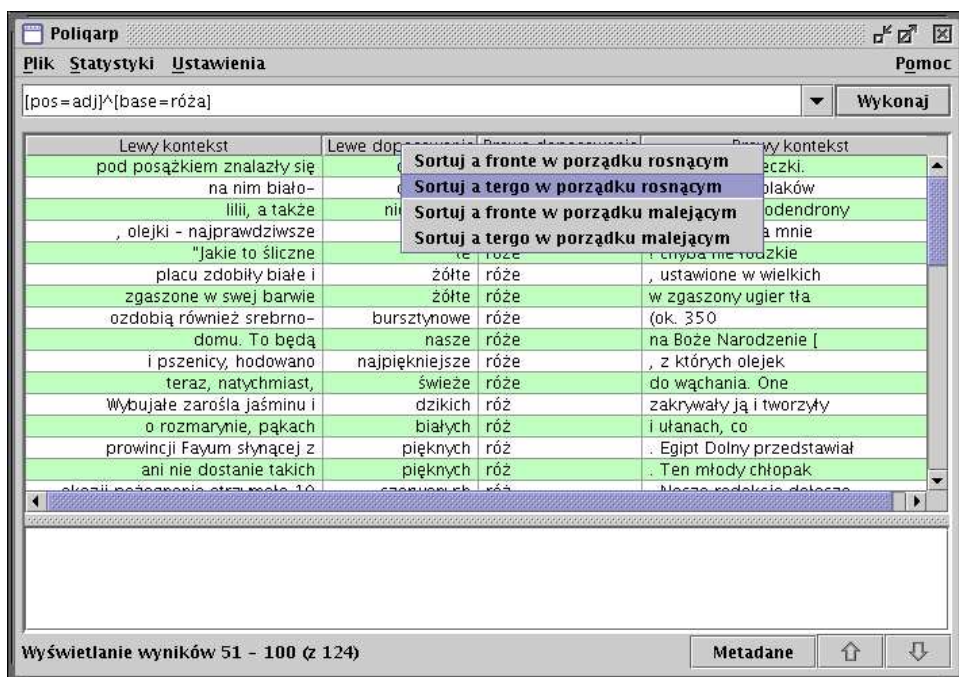 Poliqarp
Plik Statystyki Ustawienia Pomoc
[pos=adj]^[base=róża] Wykonaj
Lewy kontekst Lewe Prawy kontekst
Sortuj a fronte w porządku rosnącym
Sortuj a tergo w porządku rosnącym
Sortuj a fronte w porządku malejącym
Sortuj a tergo w porządku malejącym
pod posążkiem znalazły się
na nim biało-
lilii, a także
, olejki - najprawdziwsze a mnie
"Jakie to śliczne
placu zdobiły białe i żółte róże , ustawione w wielkich
zgaszone w swej barwie żółte róże w zgaszony ugier tła
ozdobią również srebrno- bursztynowe róże (ok. 350
domu. To będą nasze róże na Boże Narodzenie [
i pszenicy, hodowano najpiękniejsze róże , z których olejek
teraz, natychmiast, świeże róże do wąchania. One
Wybujałe zarośla jaśminu i dzikich róż zakrywały ją i tworzyły
o rozmarynie, pąkach białych róż i ułanach, co
prowincji Fayum słynącej z pięknych róż . Egipt Dolny przedstawiał
ani nie dostanie takich pięknych róż . Ten młody chłopak
Wyświetlanie wyników 51 - 100 (z 124) Metadane